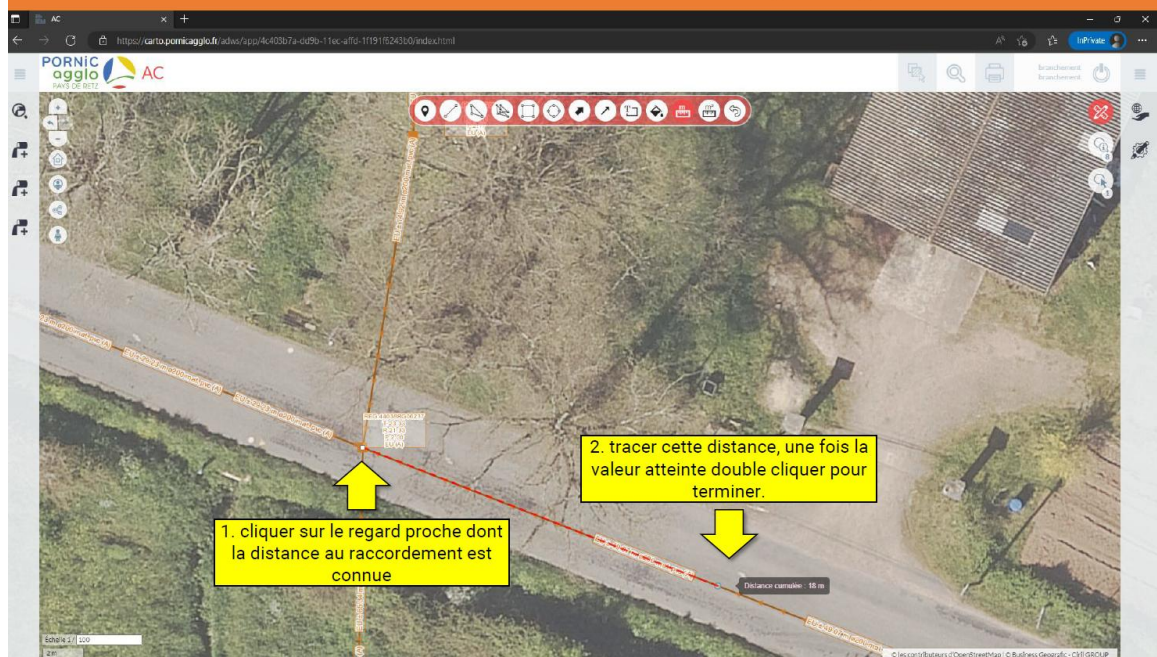 AC
https://carto.pornicagglo.fr/adws/app/4c403b7a-dd9b-11ec-affd-1f191f6243b0/index.html
InPrivate
PORNIC
agglo
PAYS DE RETZ
AC
branchement
branchement
2. tracer cette distance, une fois la
valeur atteinte double cliquer pour
terminer.
1. cliquer sur le regard proche dont
la distance au raccordement est
connue
Distance cumulée : 18 m
Echelle 1 / 100
2 m
© les contributeurs d'OpenStreetMap | © Business Geografic - Ciril GROUP